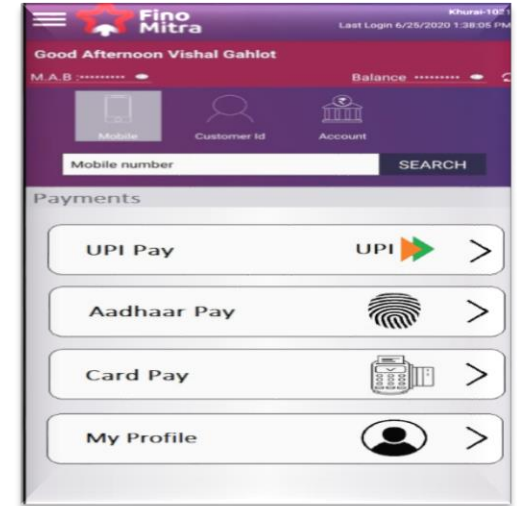 Fino
Mitra
Khurai-1021
Last Login 6/25/2020 1:38:05 PM
Good Afternoon Vishal Gahlot
M.A.B :********* Balance *********
Mobile Customer Id Account
Mobile number SEARCH
Payments
UPI Pay UPI
Aadhaar Pay
Card Pay
My Profile